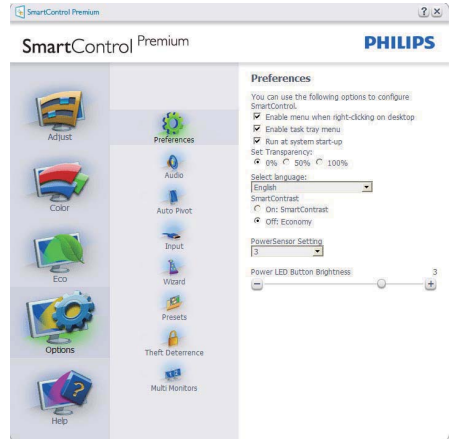 SmartControl Premium
? ×
SmartControl Premium
PHILIPS
Adjust
Color
Eco
Options
Help
Preferences
Audio
Auto Pivot
Input
Wizard
Presets
Theft Deterrence
Multi Monitors
Preferences
You can use the following options to configure
SmartControl.
Enable menu when right-clicking on desktop
Enable task tray menu
Run at system start-up
Set Transparency:
0% 50% 100%
Select language:
English
SmartContrast
On: SmartContrast
Off: Economy
PowerSensor Setting
3
Power LED Button Brightness 3
− +